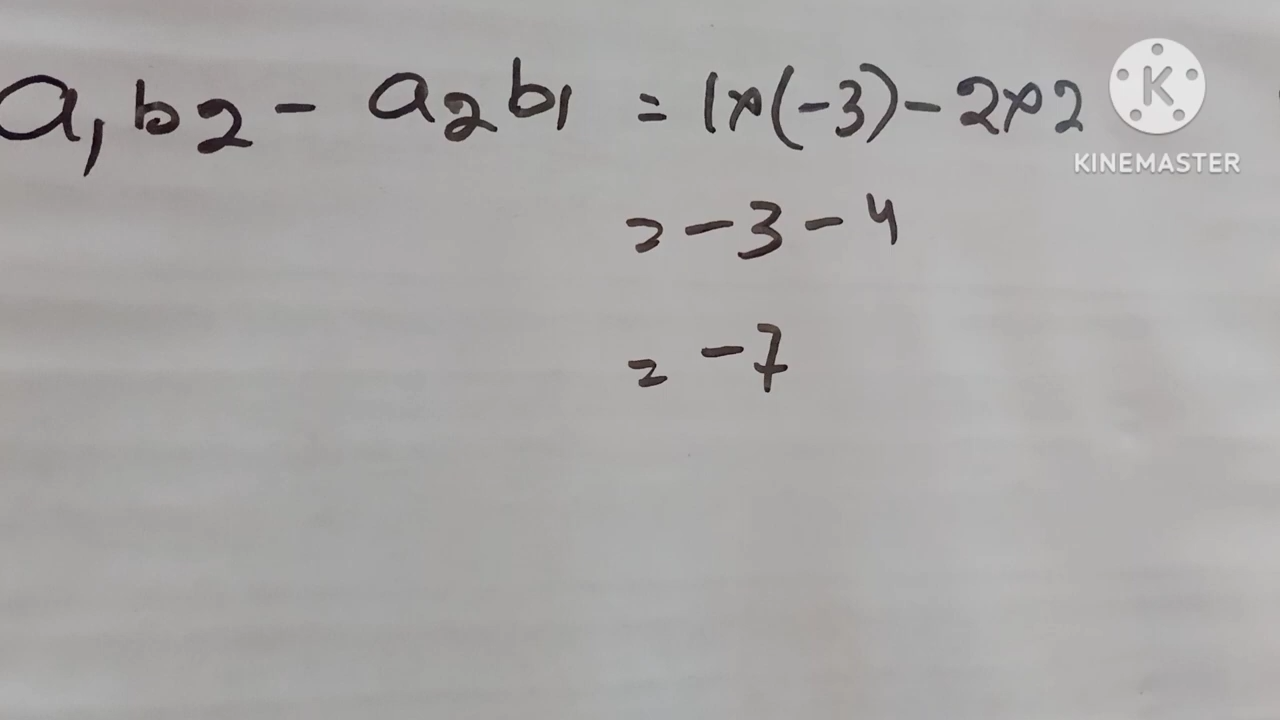 a₁b₂ - a₂b₁ = 1×(-3) - 2×2
= -3 - 4
= -7
K
KINEMASTER